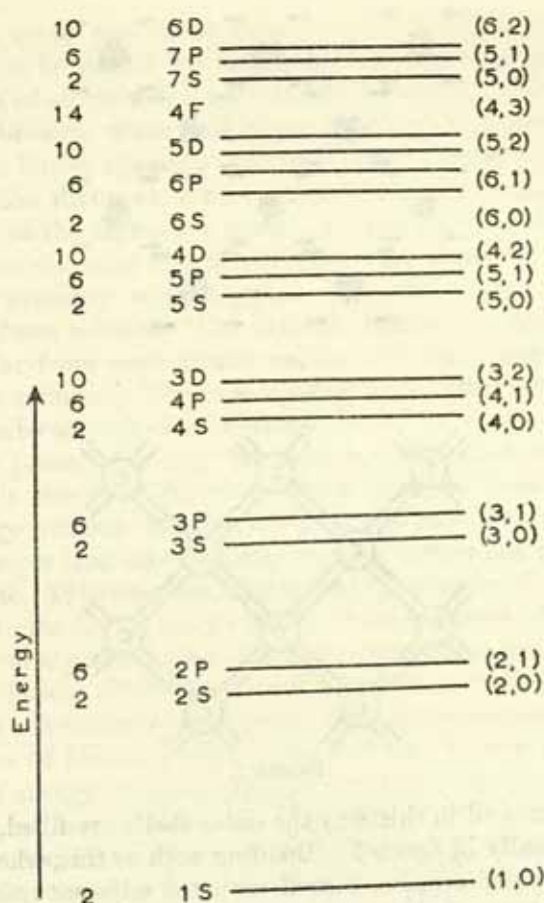 10 6D (6,2)
6 7P (5,1)
2 7S (5,0)
14 4F (4,3)
10 5D (5,2)
6 6P (6,1)
2 6S (6,0)
10 4D (4,2)
6 5P (5,1)
2 5S (5,0)
10 3D (3,2)
6 4P (4,1)
2 4S (4,0)
6 3P (3,1)
2 3S (3,0)
6 2P (2,1)
2 2S (2,0)
Energy
2 1S (1,0)